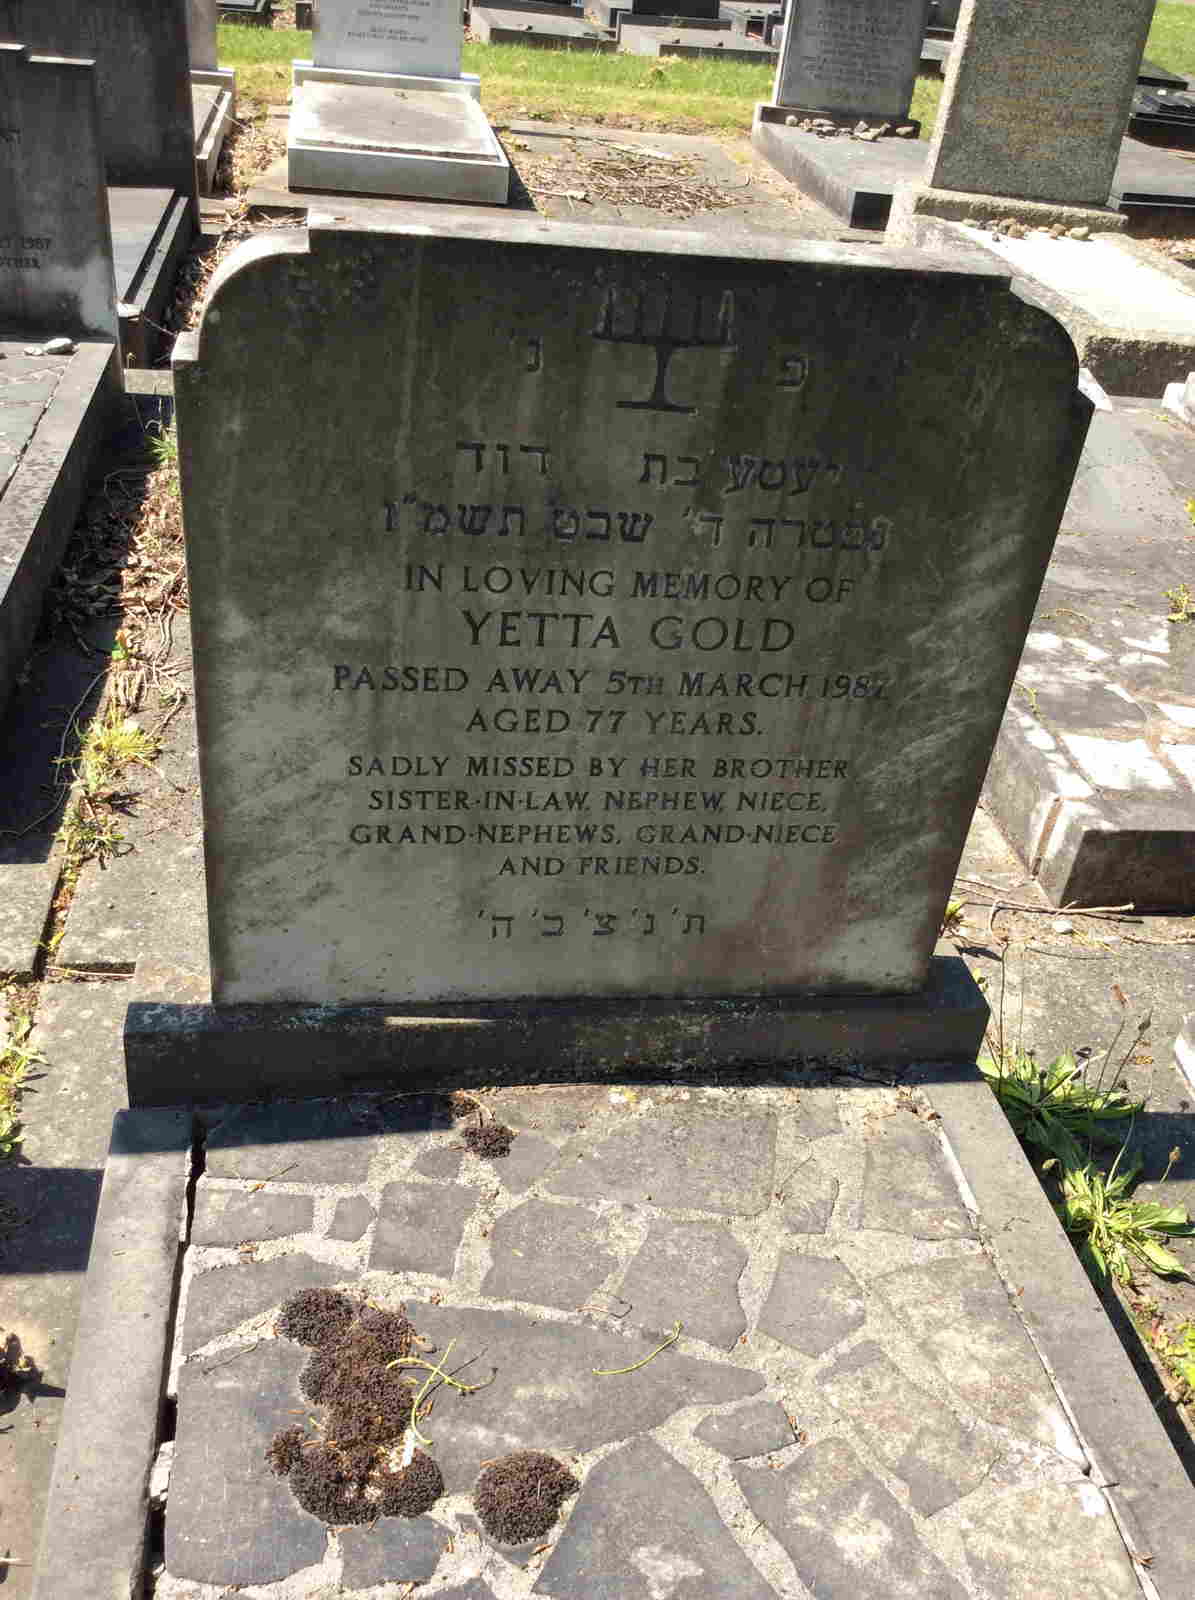 נ' פ'
יעטע בת דוד
נפטרה ד' שבט תשמ"ו
IN LOVING MEMORY OF
YETTA GOLD
PASSED AWAY 5TH MARCH 1987
AGED 77 YEARS.
SADLY MISSED BY HER BROTHER
SISTER-IN-LAW, NEPHEW, NIECE,
GRAND-NEPHEWS, GRAND-NIECE
AND FRIENDS.
ת' נ' צ' ב' ה'
1987